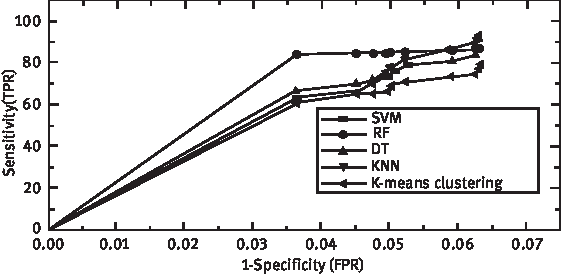 100
80
60
40
20
0
Sensitivity(TPR)
SVM
RF
DT
KNN
K-means clustering
0.00 0.01 0.02 0.03 0.04 0.05 0.06 0.07
1-Specificity (FPR)